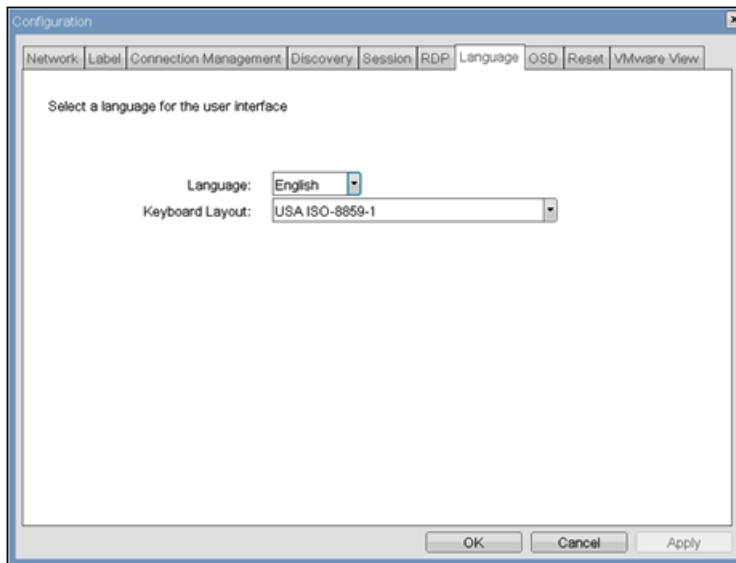 Configuration
Network Label Connection Management Discovery Session RDP Language OSD Reset VMware View
Select a language for the user interface
Language: English
Keyboard Layout: USA ISO-8859-1
OK Cancel Apply